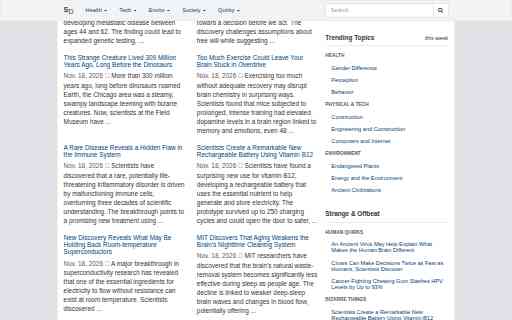 SD
Health
Tech
Enviro
Society
Quirky
Search
developing metastatic disease between
ages 44 and 62. The finding could lead to
expanded genetic testing, ...
This Strange Creature Lived 309 Million
Years Ago, Long Before the Dinosaurs
Nov. 18, 2026 — More than 300 million
years ago, long before dinosaurs roamed
Earth, the Chicago area was a steamy,
swampy landscape teeming with bizarre
creatures. Now, scientists at the Field
Museum have ...
A Rare Disease Reveals a Hidden Flaw in
the Immune System
Nov. 18, 2026 — Scientists have
discovered that a rare, potentially life-
threatening inflammatory disorder is driven
by malfunctioning immune cells,
overturning three decades of scientific
understanding. The breakthrough points to
a promising new treatment using ...
New Discovery Reveals What May Be
Holding Back Room-temperature
Superconductors
Nov. 18, 2026 — A major breakthrough in
superconductivity research has revealed
that one of the essential ingredients for
electricity to flow without resistance can
exist at room temperature. Scientists
discovered ...
toward a decision before we act. The
discovery challenges assumptions about
free will while suggesting ...
Too Much Exercise Could Leave Your
Brain Stuck in Overdrive
Nov. 18, 2026 — Exercising too much
without adequate recovery may disrupt
brain chemistry in surprising ways.
Scientists found that mice subjected to
prolonged, intense training had elevated
dopamine levels in a brain region linked to
memory and emotions, even 48 ...
Scientists Create a Remarkable New
Rechargeable Battery Using Vitamin B12
Nov. 18, 2026 — Scientists have found a
surprising new use for vitamin B12,
developing a rechargeable battery that
uses the essential nutrient to help
generate and store electricity. The
prototype survived up to 250 charging
cycles and could open the door to safer, ...
MIT Discovers That Aging Weakens the
Brain's Nighttime Cleaning System
Nov. 18, 2026 — MIT researchers have
discovered that the brain's natural waste-
removal system becomes significantly less
effective during sleep as people age. The
decline is linked to weaker deep-sleep
brain waves and changes in blood flow,
potentially offering ...
Trending Topics
this week
HEALTH
Gender Difference
Perception
Behavior
PHYSICAL & TECH
Construction
Engineering and Construction
Computers and Internet
ENVIRONMENT
Endangered Plants
Energy and the Environment
Ancient Civilizations
Strange & Offbeat
HUMAN QUIRKS
An Ancient Virus May Help Explain What
Makes the Human Brain Different
Crises Can Make Decisions Twice as Fast as
Humans, Scientists Discover
Cancer-Fighting Chewing Gum Slashes HPV
Levels by Up to 93%
BIZARRE THINGS
Scientists Create a Remarkable New
Rechargeable Battery Using Vitamin B12